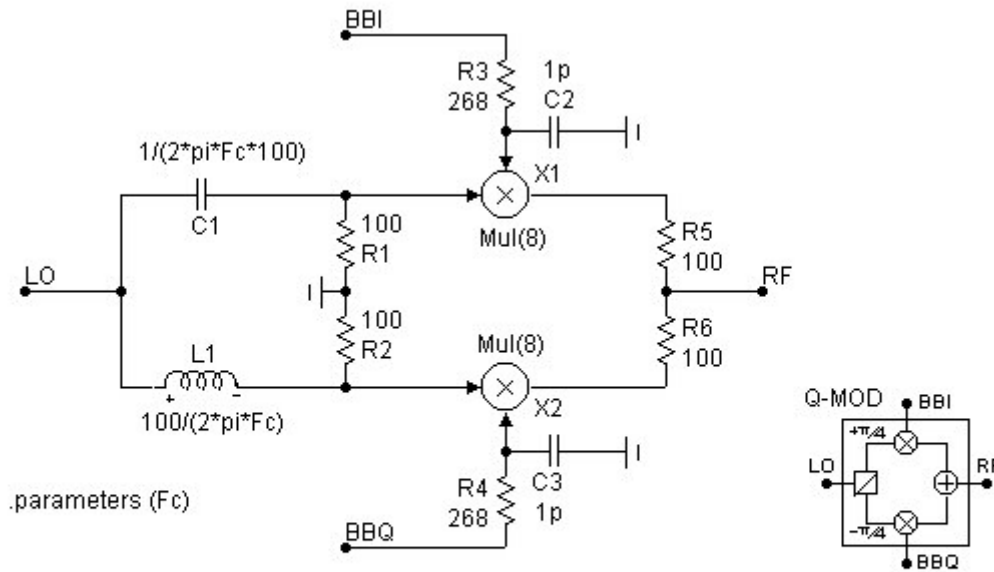 BBI
R3
268
1p
C2
1/(2*pi*Fc*100)
C1
X1
Mul(8)
100
R1
R5
100
LO
RF
100
R2
R6
100
Mul(8)
X2
L1
+ -
100/(2*pi*Fc)
R4
268
C3
1p
.parameters (Fc)
BBQ
Q-MOD
BBI
+π/4
LO
RI
-π/4
BBQ